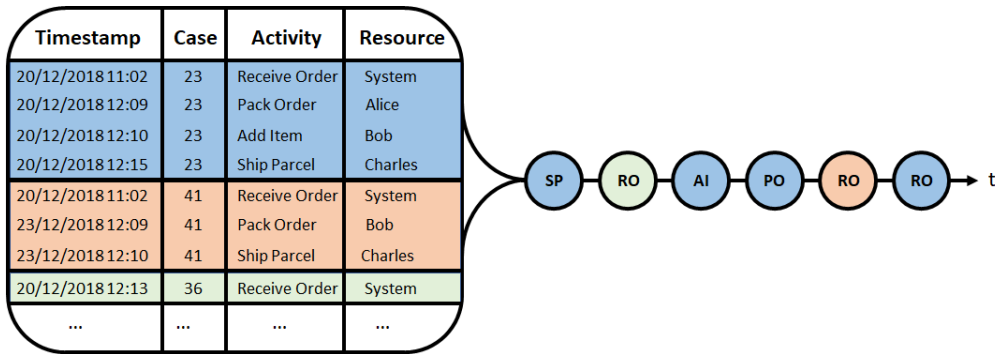 Timestamp Case Activity Resource
20/12/2018 11:02 23 Receive Order System
20/12/2018 12:09 23 Pack Order Alice
20/12/2018 12:10 23 Add Item Bob
20/12/2018 12:15 23 Ship Parcel Charles
20/12/2018 11:02 41 Receive Order System
23/12/2018 12:09 41 Pack Order Bob
23/12/2018 12:10 41 Ship Parcel Charles
20/12/2018 12:13 36 Receive Order System
... ... ... ...
SP RO AI PO RO RO t